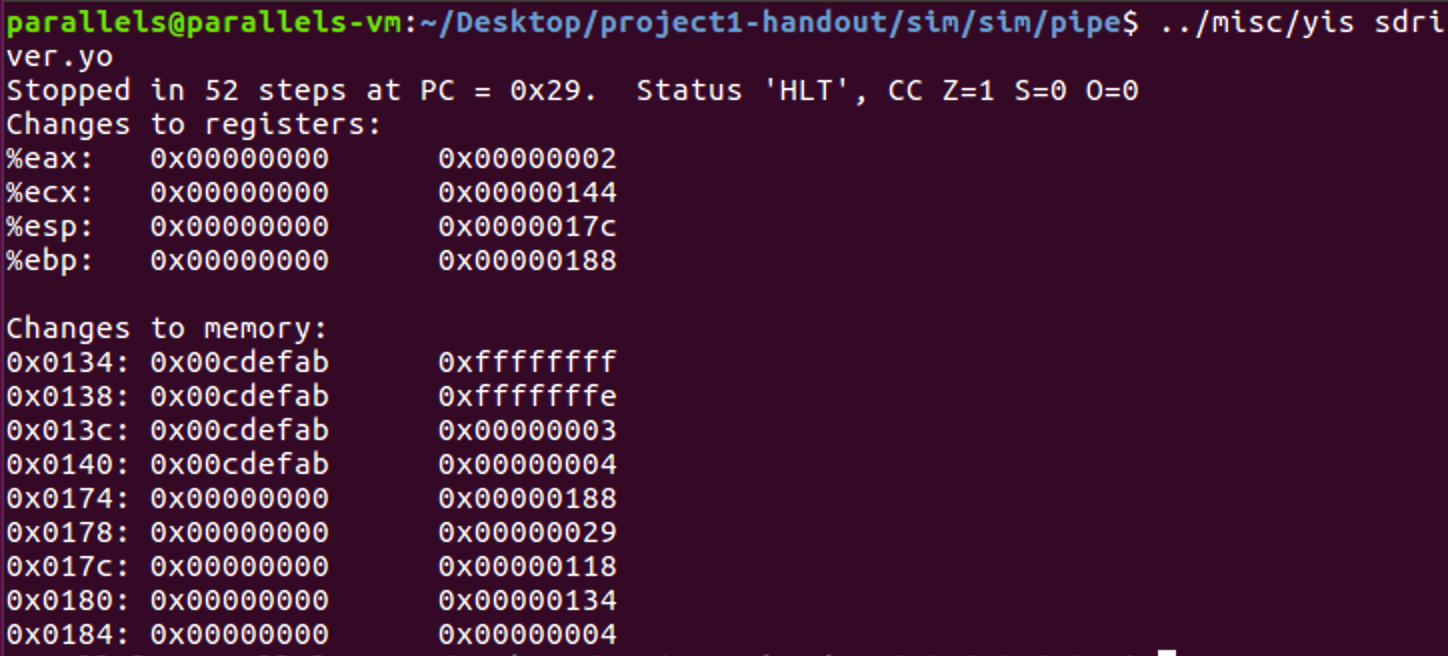 parallels@parallels-vm:~/Desktop/project1-handout/sim/sim/pipe$ ../misc/yis sdri
ver.yo
Stopped in 52 steps at PC = 0x29.  Status 'HLT', CC Z=1 S=0 O=0
Changes to registers:
%eax:   0x00000000      0x00000002
%ecx:   0x00000000      0x00000144
%esp:   0x00000000      0x0000017c
%ebp:   0x00000000      0x00000188

Changes to memory:
0x0134: 0x00cdefab      0xffffffff
0x0138: 0x00cdefab      0xfffffffe
0x013c: 0x00cdefab      0x00000003
0x0140: 0x00cdefab      0x00000004
0x0174: 0x00000000      0x00000188
0x0178: 0x00000000      0x00000029
0x017c: 0x00000000      0x00000118
0x0180: 0x00000000      0x00000134
0x0184: 0x00000000      0x00000004